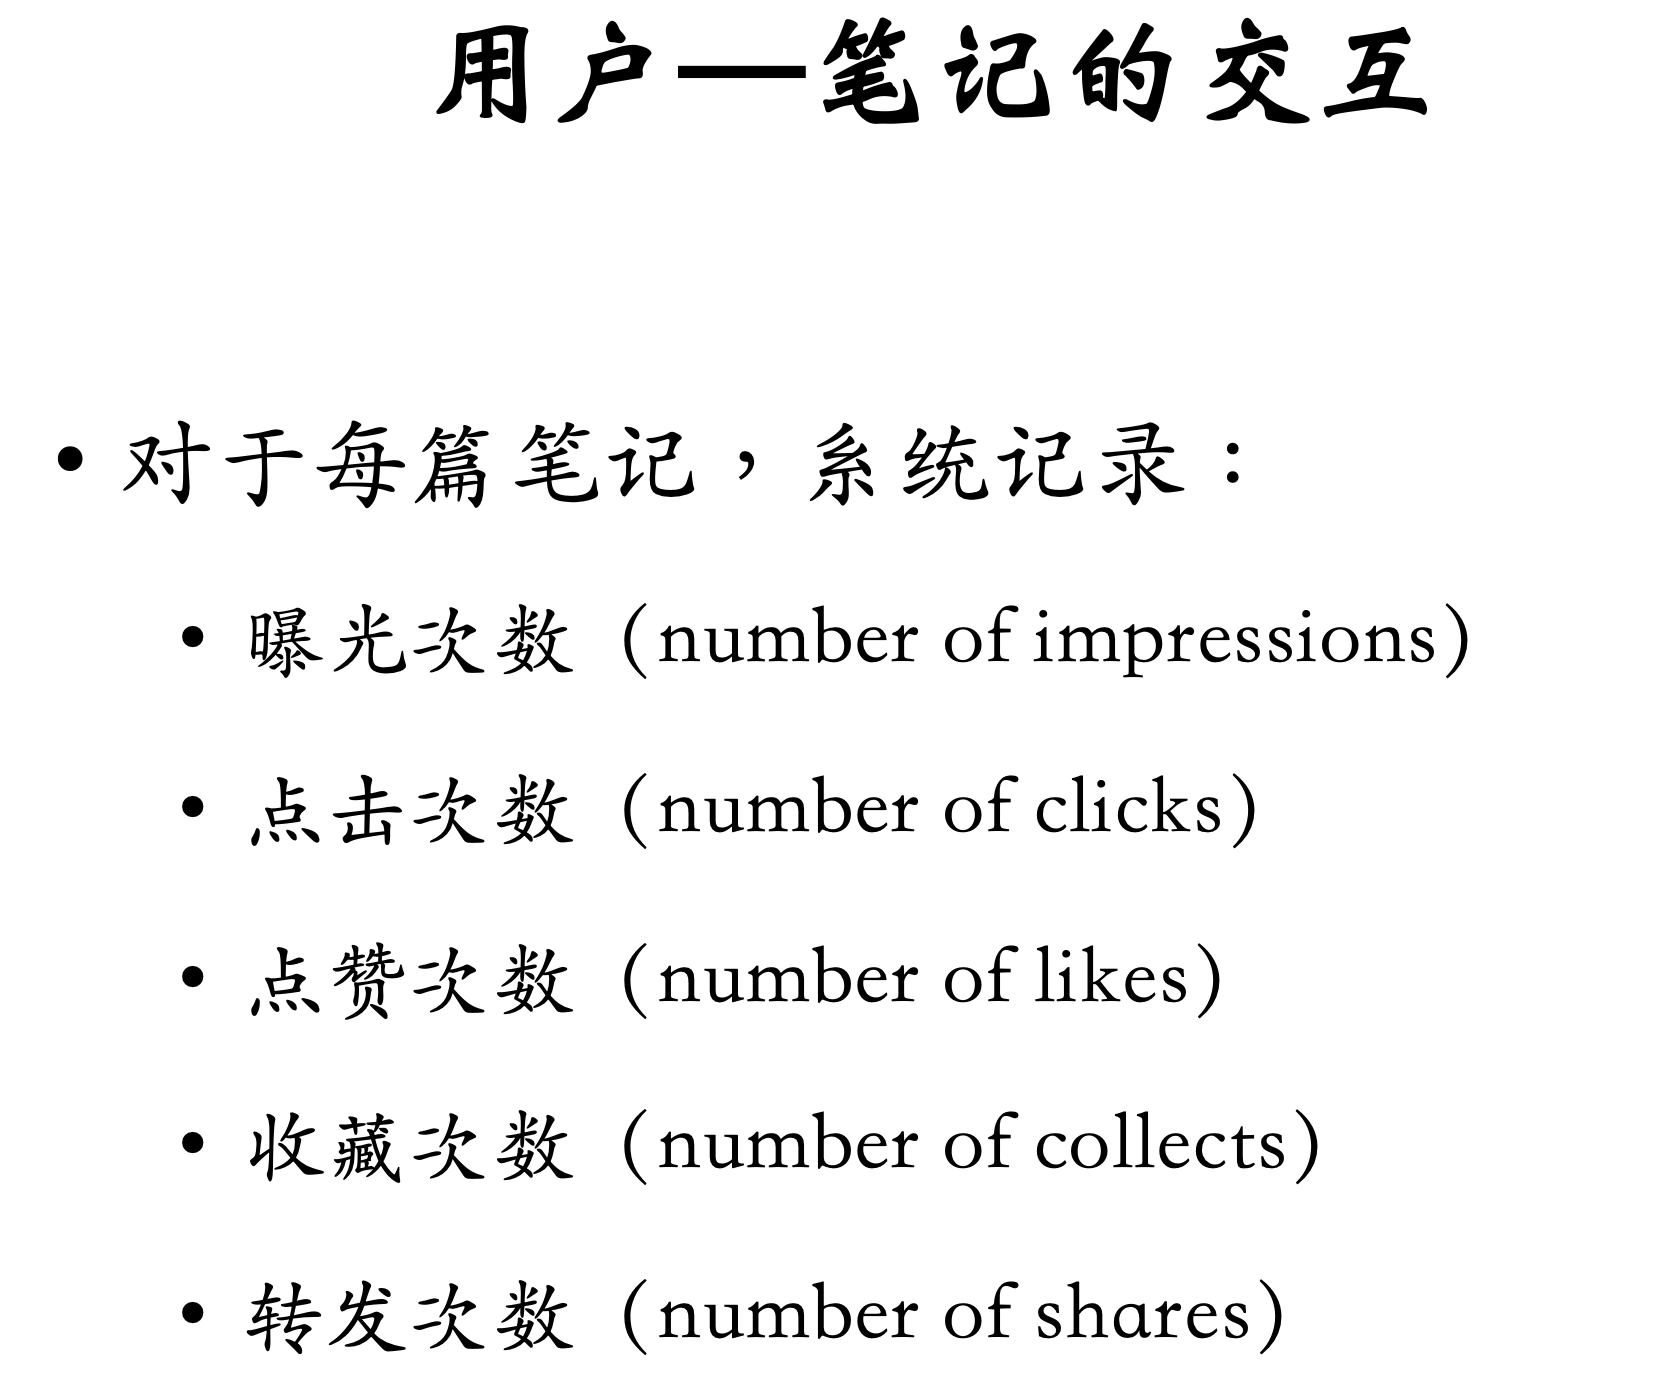 用户—笔记的交互
• 对于每篇笔记，系统记录：
• 曝光次数（number of impressions）
• 点击次数（number of clicks）
• 点赞次数（number of likes）
• 收藏次数（number of collects）
• 转发次数（number of shares）